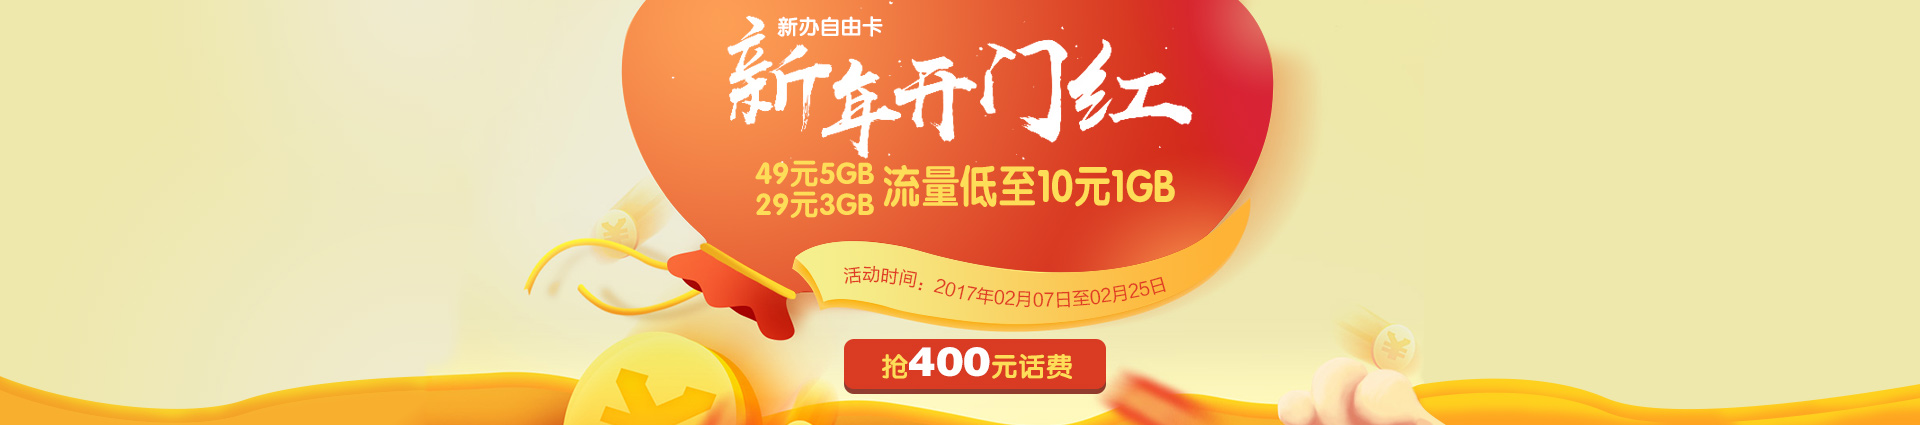 新办自由卡
新年开门红
49元5GB
29元3GB
流量低至10元1GB
活动时间：2017年02月07日至02月25日
抢400元话费